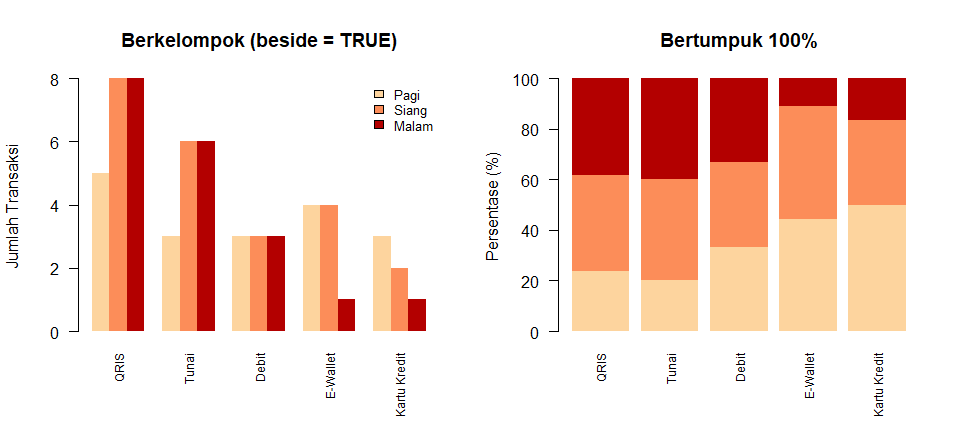 Berkelompok (beside = TRUE)
Jumlah Transaksi
8
6
4
2
0
Pagi
Siang
Malam
QRIS
Tunai
Debit
E-Wallet
Kartu Kredit
Bertumpuk 100%
Persentase (%)
100
80
60
40
20
0
QRIS
Tunai
Debit
E-Wallet
Kartu Kredit